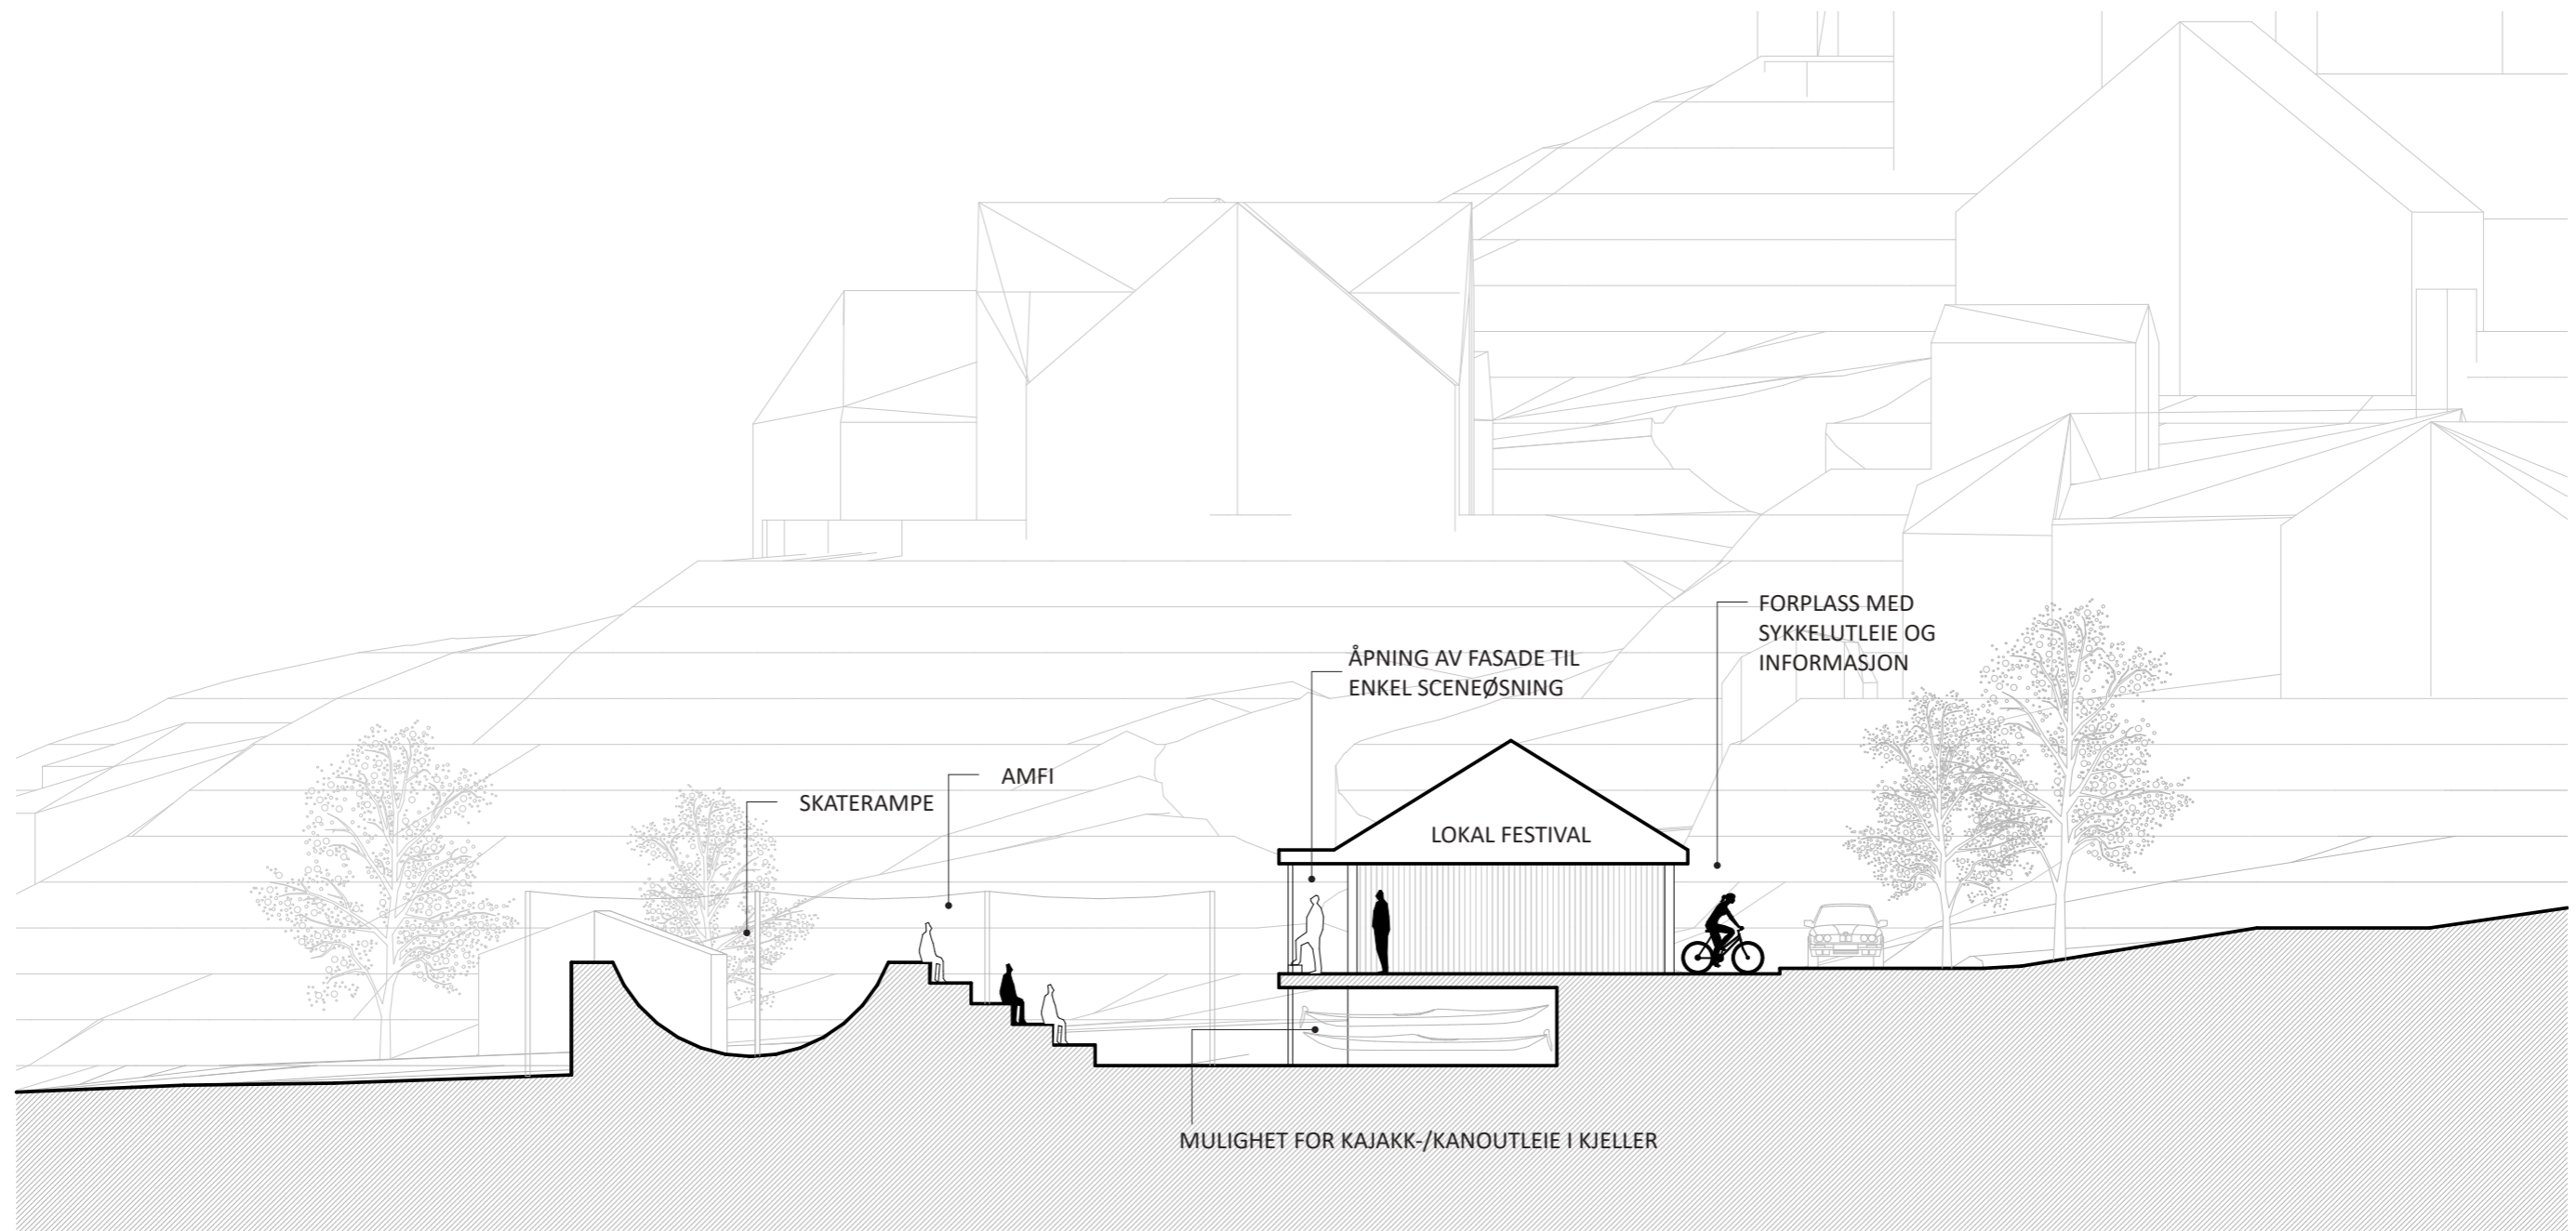 FORPLASS MED
SYKKELUTLEIE OG
INFORMASJON
ÅPNING AV FASADE TIL
ENKEL SCENEØSNING
AMFI
SKATERAMPE
LOKAL FESTIVAL
MULIGHET FOR KAJAKK-/KANOUTLEIE I KJELLER